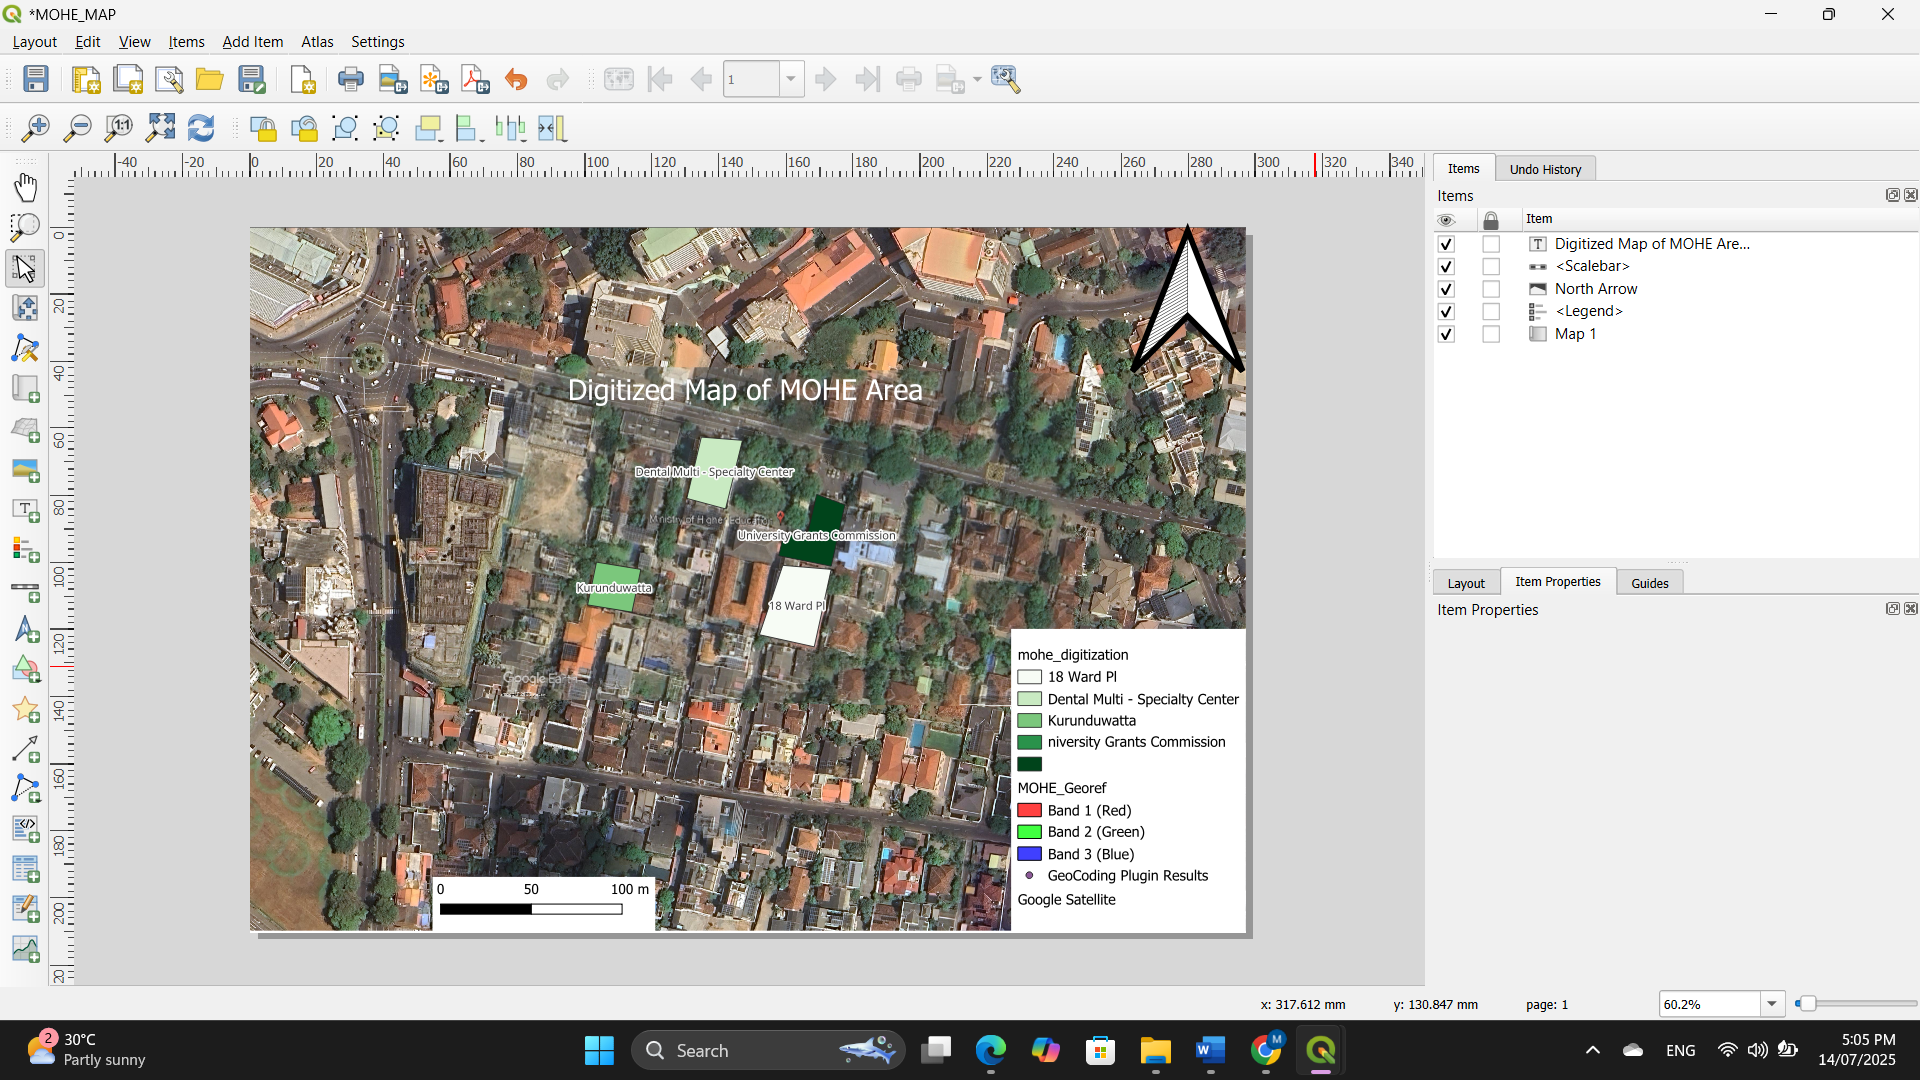 *MOHE_MAP
Layout Edit View Items Add Item Atlas Settings
1
-40 -20 0 20 40 60 80 100 120 140 160 180 200 220 240 260 280 300 320 340
0
20
40
60
80
100
120
140
160
180
200
20
Digitized Map of MOHE Area
Dental Multi - Specialty Center
Ministry of Higher Education
University Grants Commission
Kurunduwatta
18 Ward Pl
Google Earth
mohe_digitization
18 Ward Pl
Dental Multi - Specialty Center
Kurunduwatta
niversity Grants Commission
MOHE_Georef
Band 1 (Red)
Band 2 (Green)
Band 3 (Blue)
GeoCoding Plugin Results
Google Satellite
0 50 100 m
Items Undo History
Items
Item
Digitized Map of MOHE Are...
<Scalebar>
North Arrow
<Legend>
Map 1
Layout Item Properties Guides
Item Properties
x: 317.612 mm y: 130.847 mm page: 1 60.2%
2
30°C
Partly sunny
Search
M
ENG
5:05 PM
14/07/2025